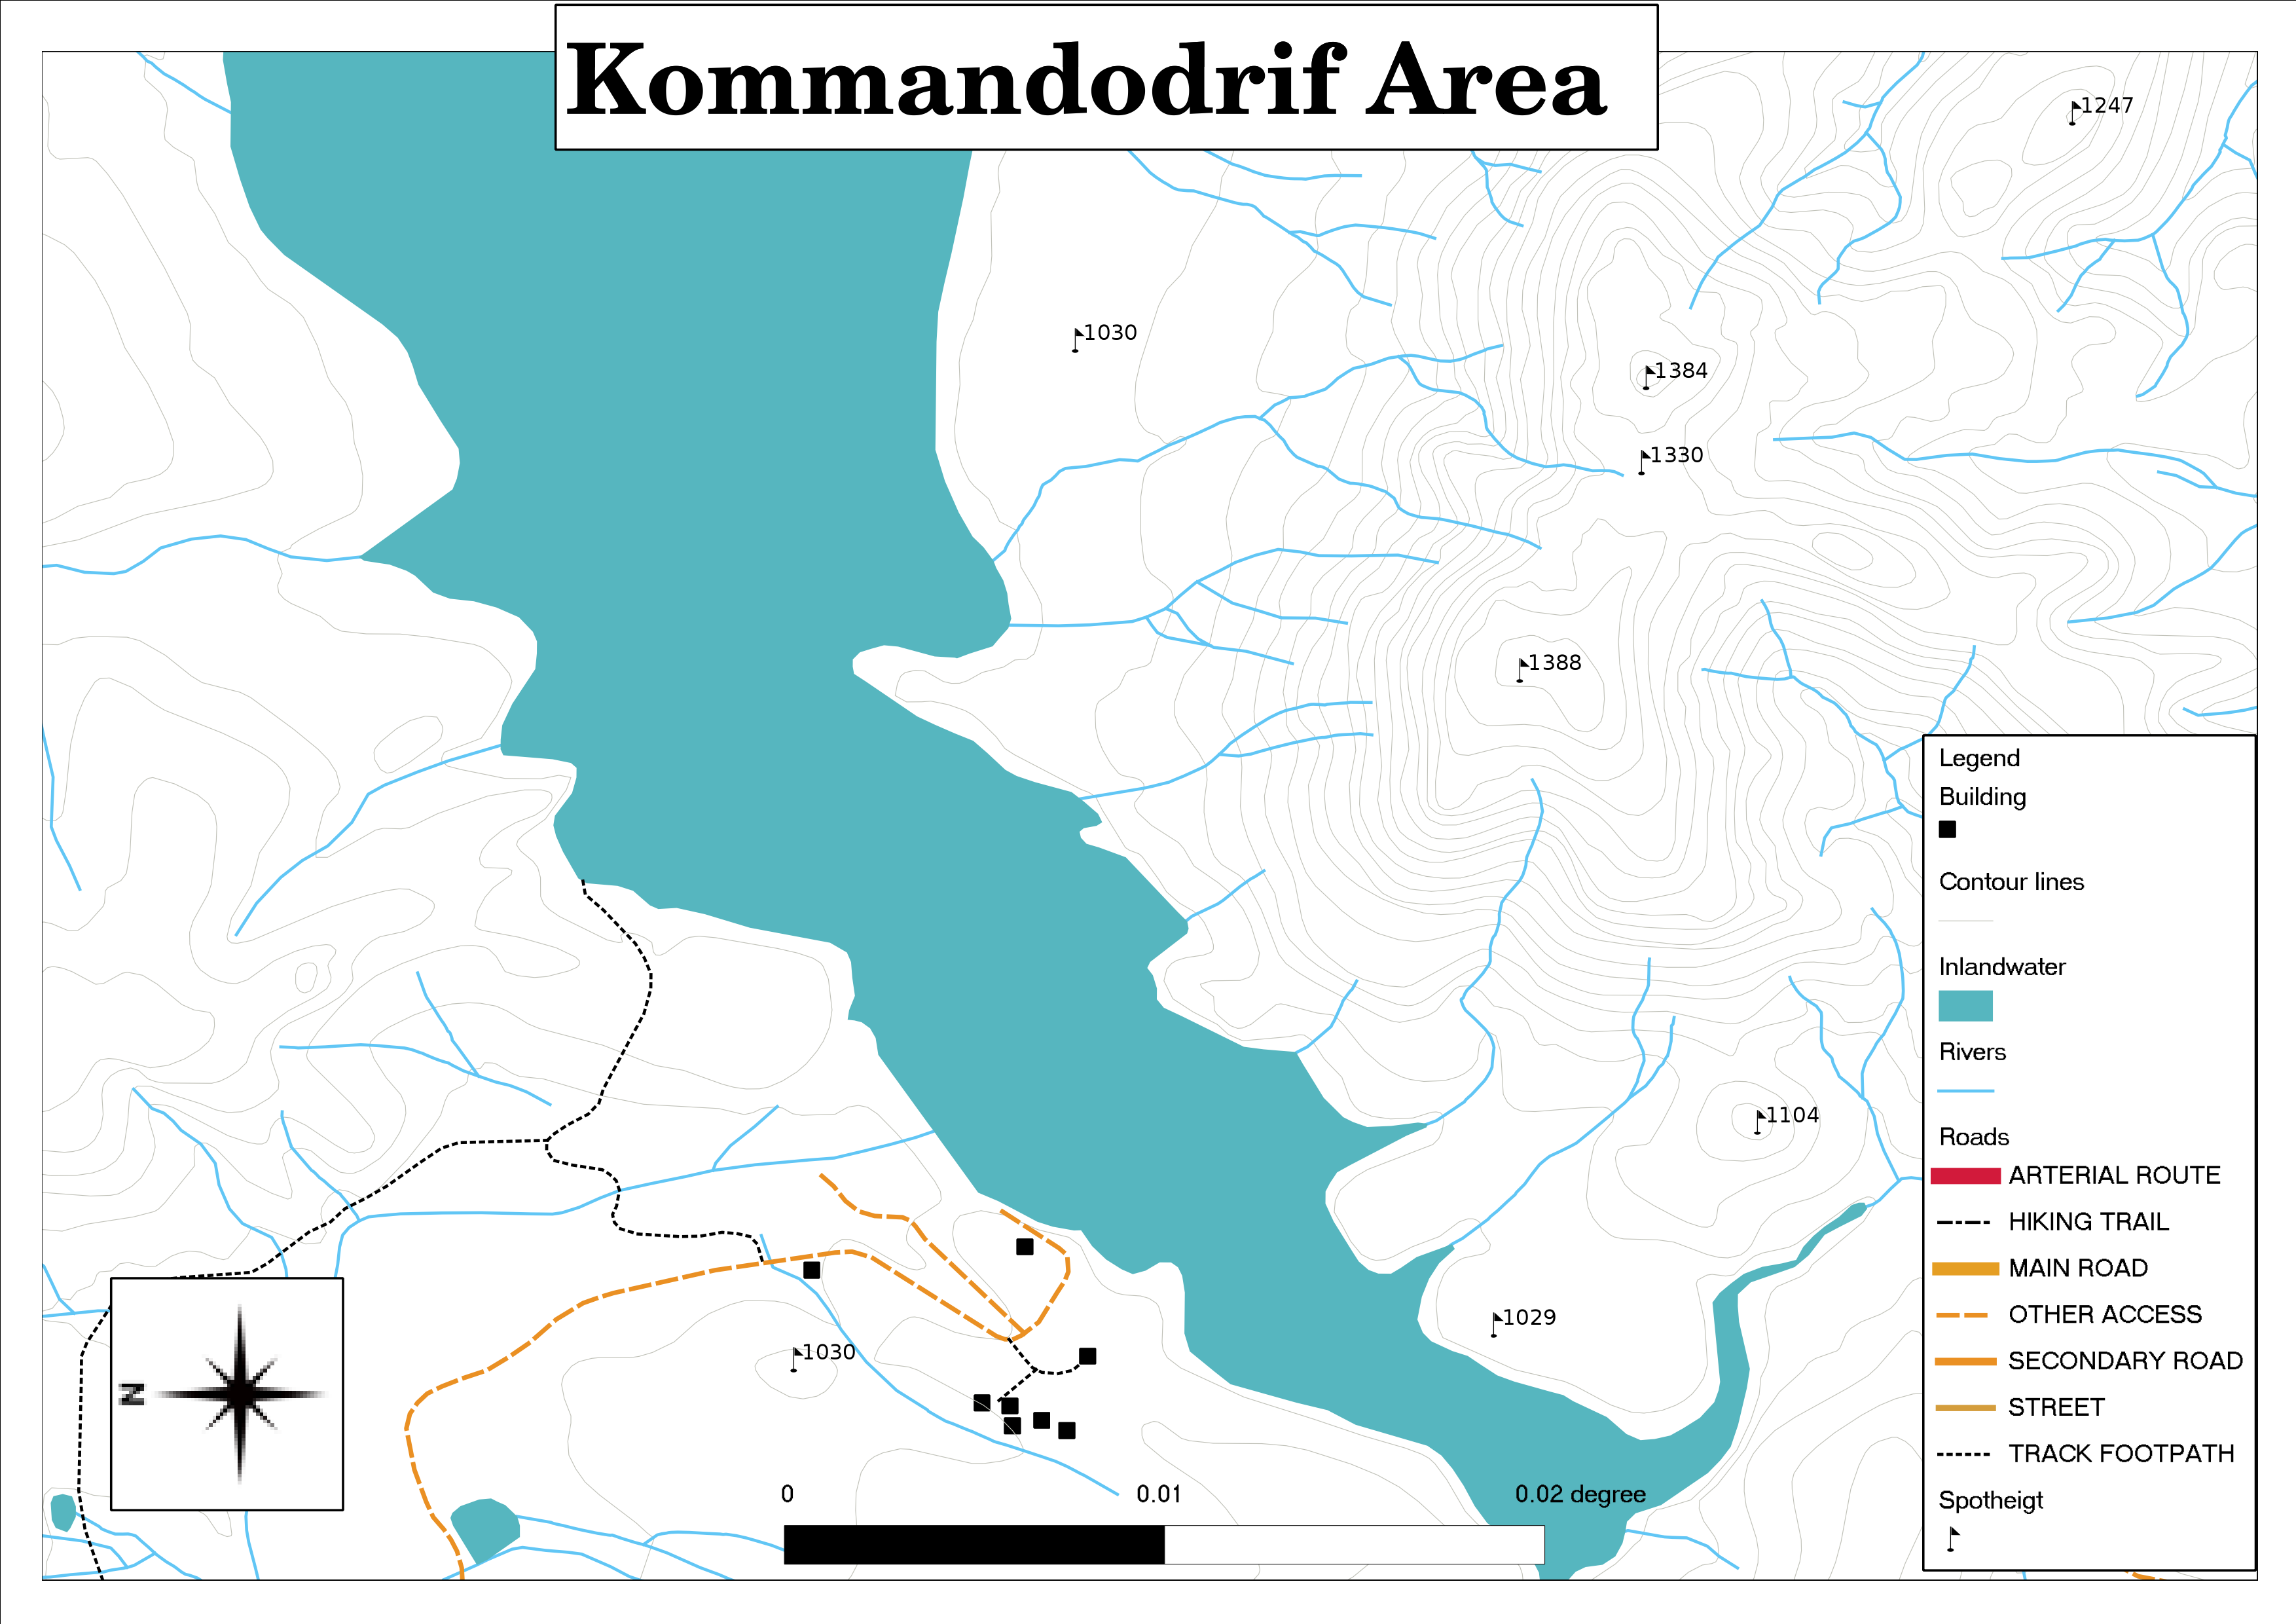 Kommandodrif Area
1247
1030
1384
1330
1388
Legend
Building
Contour lines
Inlandwater
Rivers
1104
Roads
ARTERIAL ROUTE
HIKING TRAIL
MAIN ROAD
1029
OTHER ACCESS
1030
SECONDARY ROAD
N
STREET
TRACK FOOTPATH
0 0.01 0.02 degree
Spotheigt